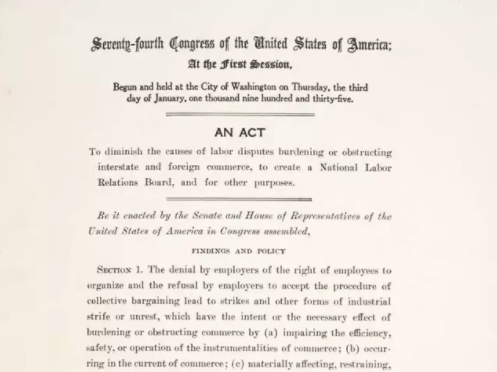 Seventy-fourth Congress of the United States of America;
At the First Session,
Begun and held at the City of Washington on Thursday, the third
day of January, one thousand nine hundred and thirty-five.
AN ACT
To diminish the causes of labor disputes burdening or obstructing
interstate and foreign commerce, to create a National Labor
Relations Board, and for other purposes.
Be it enacted by the Senate and House of Representatives of the
United States of America in Congress assembled,
FINDINGS AND POLICY
SECTION 1. The denial by employers of the right of employees to
organize and the refusal by employers to accept the procedure of
collective bargaining lead to strikes and other forms of industrial
strife or unrest, which have the intent or the necessary effect of
burdening or obstructing commerce by (a) impairing the efficiency,
safety, or operation of the instrumentalities of commerce; (b) occur-
ring in the current of commerce; (c) materially affecting, restraining,